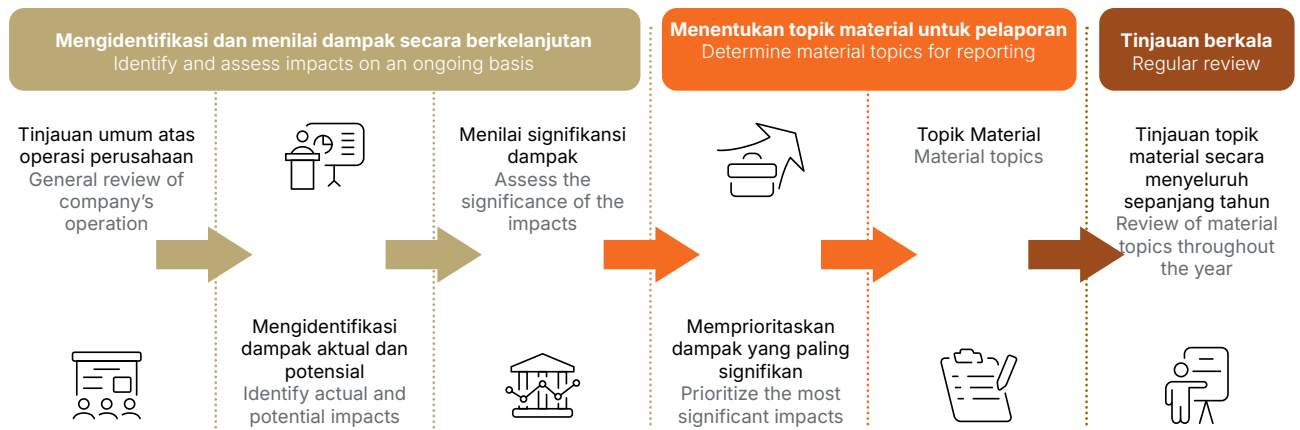 Mengidentifikasi dan menilai dampak secara berkelanjutan
Identify and assess impacts on an ongoing basis
Menentukan topik material untuk pelaporan
Determine material topics for reporting
Tinjauan berkala
Regular review
Tinjauan umum atas
operasi perusahaan
General review of
company's
operation
Mengidentifikasi
dampak aktual dan
potensial
Identify actual and
potential impacts
Menilai signifikansi
dampak
Assess the
significance of the
impacts
Memprioritaskan
dampak yang paling
signifikan
Prioritize the most
significant impacts
Topik Material
Material topics
Tinjauan topik
material secara
menyeluruh
sepanjang tahun
Review of material
topics throughout
the year